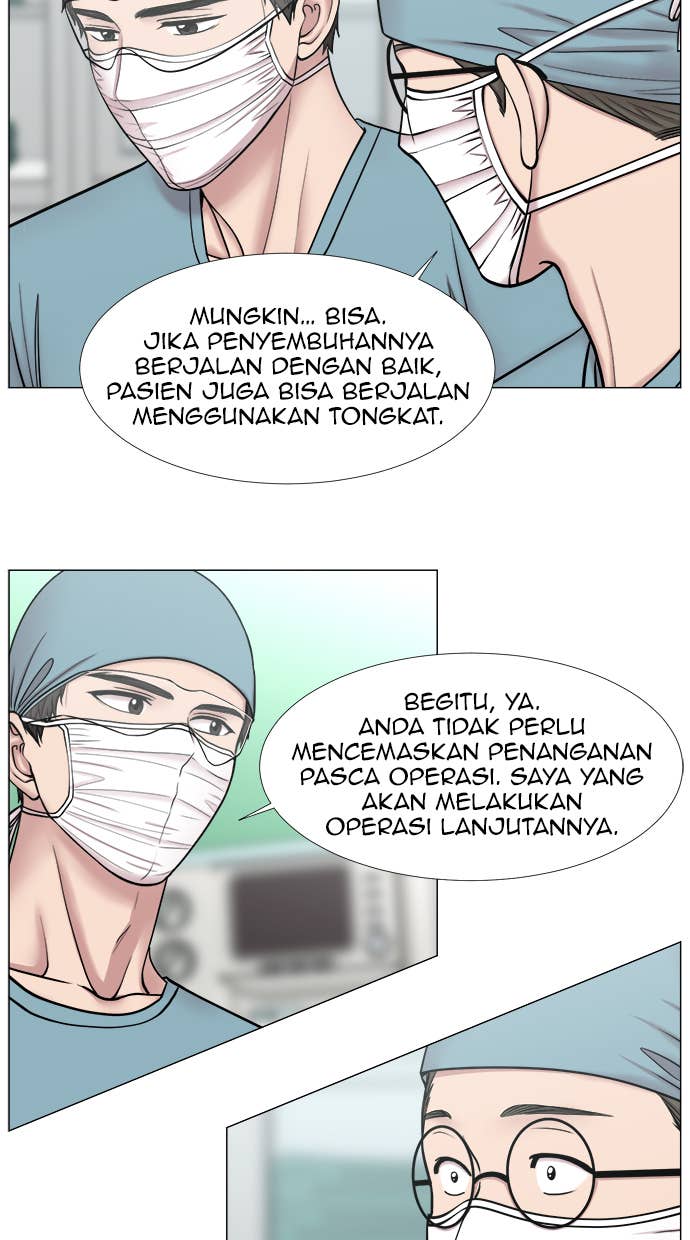 MUNGKIN... BISA.
JIKA PENYEMBUHANNYA
BERJALAN DENGAN BAIK,
PASIEN JUGA BISA BERJALAN
MENGGUNAKAN TONGKAT.
BEGITU, YA.
ANDA TIDAK PERLU
MENCEMASKAN PENANGANAN
PASCA OPERASI. SAYA YANG
AKAN MELAKUKAN
OPERASI LANJUTANNYA.